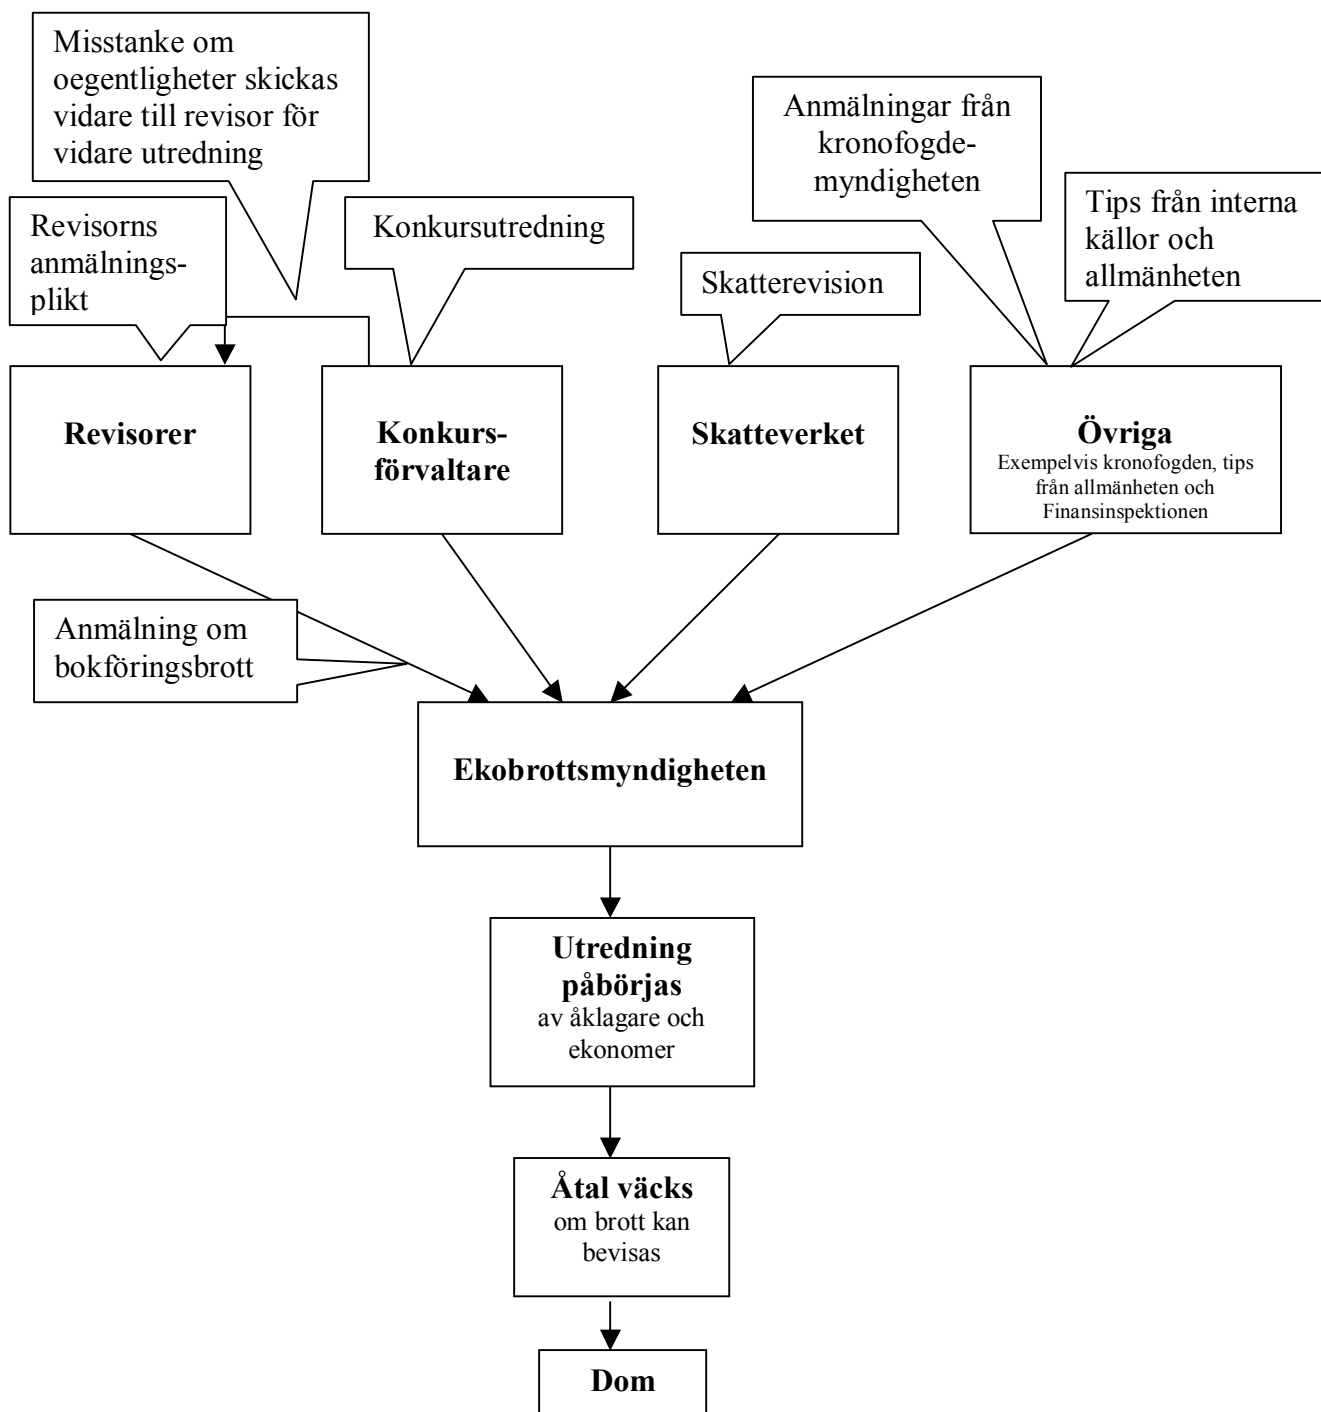 Misstanke om
oegentligheter skickas
vidare till revisor för
vidare utredning
Anmälningar från
kronofogde-
myndigheten
Tips från interna
källor och
allmänheten
Revisorns
anmälnings-
plikt
Konkursutredning
Skatterevision
Revisorer
Konkurs-
förvaltare
Skatteverket
Övriga
Exempelvis kronofogden, tips
från allmänheten och
Finansinspektionen
Anmälning om
bokföringsbrott
Ekobrottsmyndigheten
Utredning
påbörjas
av åklagare och
ekonomer
Åtal väcks
om brott kan
bevisas
Dom